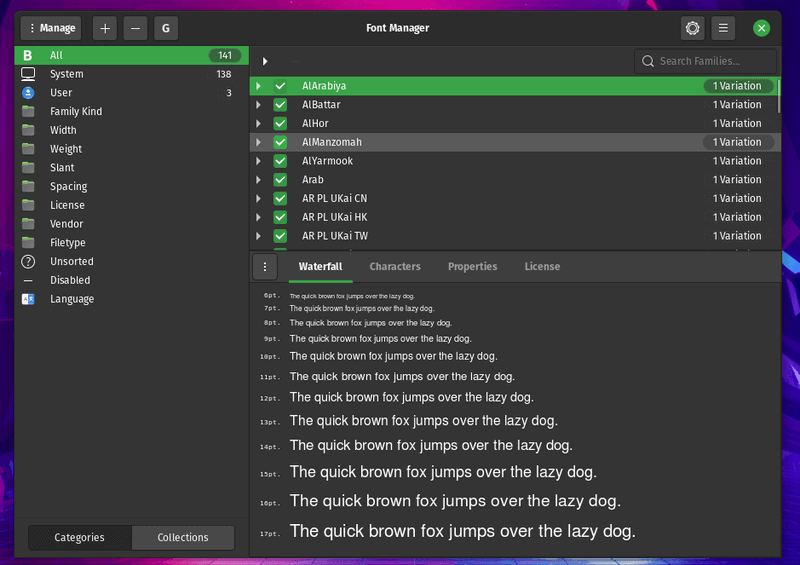 Manage
G
Font Manager
All 141
System 138
User 3
Family Kind
Width
Weight
Slant
Spacing
License
Vendor
Filetype
Unsorted
Disabled
Language
Categories
Collections
Search Families...
AlArabiya 1 Variation
AlBattar 1 Variation
AlHor 1 Variation
AlManzomah 1 Variation
AlYarmook 1 Variation
Arab 1 Variation
AR PL UKai CN 1 Variation
AR PL UKai HK 1 Variation
AR PL UKai TW 1 Variation
Waterfall Characters Properties License
6pt. The quick brown fox jumps over the lazy dog.
7pt. The quick brown fox jumps over the lazy dog.
8pt. The quick brown fox jumps over the lazy dog.
9pt. The quick brown fox jumps over the lazy dog.
10pt. The quick brown fox jumps over the lazy dog.
11pt. The quick brown fox jumps over the lazy dog.
12pt. The quick brown fox jumps over the lazy dog.
13pt. The quick brown fox jumps over the lazy dog.
14pt. The quick brown fox jumps over the lazy dog.
15pt. The quick brown fox jumps over the lazy dog.
16pt. The quick brown fox jumps over the lazy dog.
17pt. The quick brown fox jumps over the lazy dog.